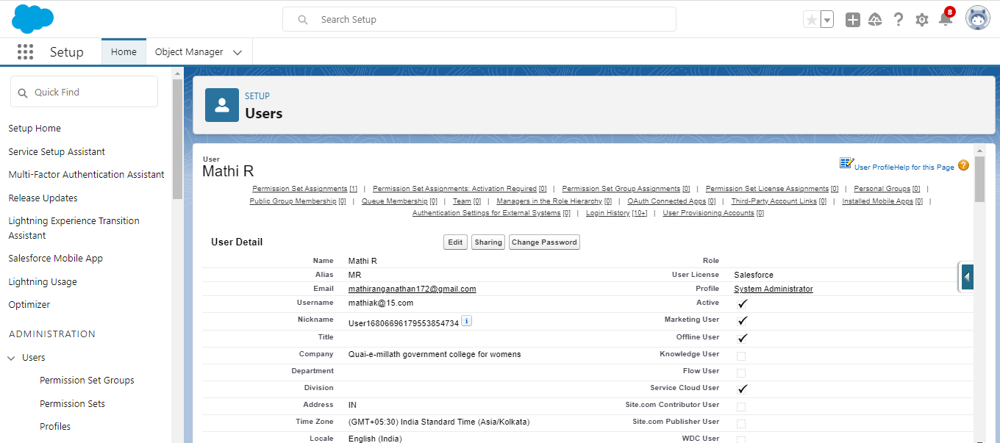 Search Setup
8
Setup
Home
Object Manager
Quick Find
Setup Home
Service Setup Assistant
Multi-Factor Authentication Assistant
Release Updates
Lightning Experience Transition
Assistant
Salesforce Mobile App
Lightning Usage
Optimizer
ADMINISTRATION
Users
Permission Set Groups
Permission Sets
Profiles
SETUP
Users
User
Mathi R
User Profile Help for this Page ?
Permission Set Assignments [1] | Permission Set Assignments: Activation Required [0] | Permission Set Group Assignments [0] | Permission Set License Assignments [0] | Personal Groups [0] |
Public Group Membership [0] | Queue Membership [0] | Team [0] | Managers in the Role Hierarchy [0] | OAuth Connected Apps [0] | Third-Party Account Links [0] | Installed Mobile Apps [0] |
Authentication Settings for External Systems [0] | Login History [10+] | User Provisioning Accounts [0]
User Detail Edit Sharing Change Password
Name Mathi R Role
Alias MR User License Salesforce
Email mathiranganathan172@gmail.com Profile System Administrator
Username mathiak@15.com Active
Nickname User16806696179553854734 i Marketing User
Title Offline User
Company Quai-e-millath government college for womens Knowledge User
Department Flow User
Division Service Cloud User
Address IN Site.com Contributor User
Time Zone (GMT+05:30) India Standard Time (Asia/Kolkata) Site.com Publisher User
Locale English (India) WDC User